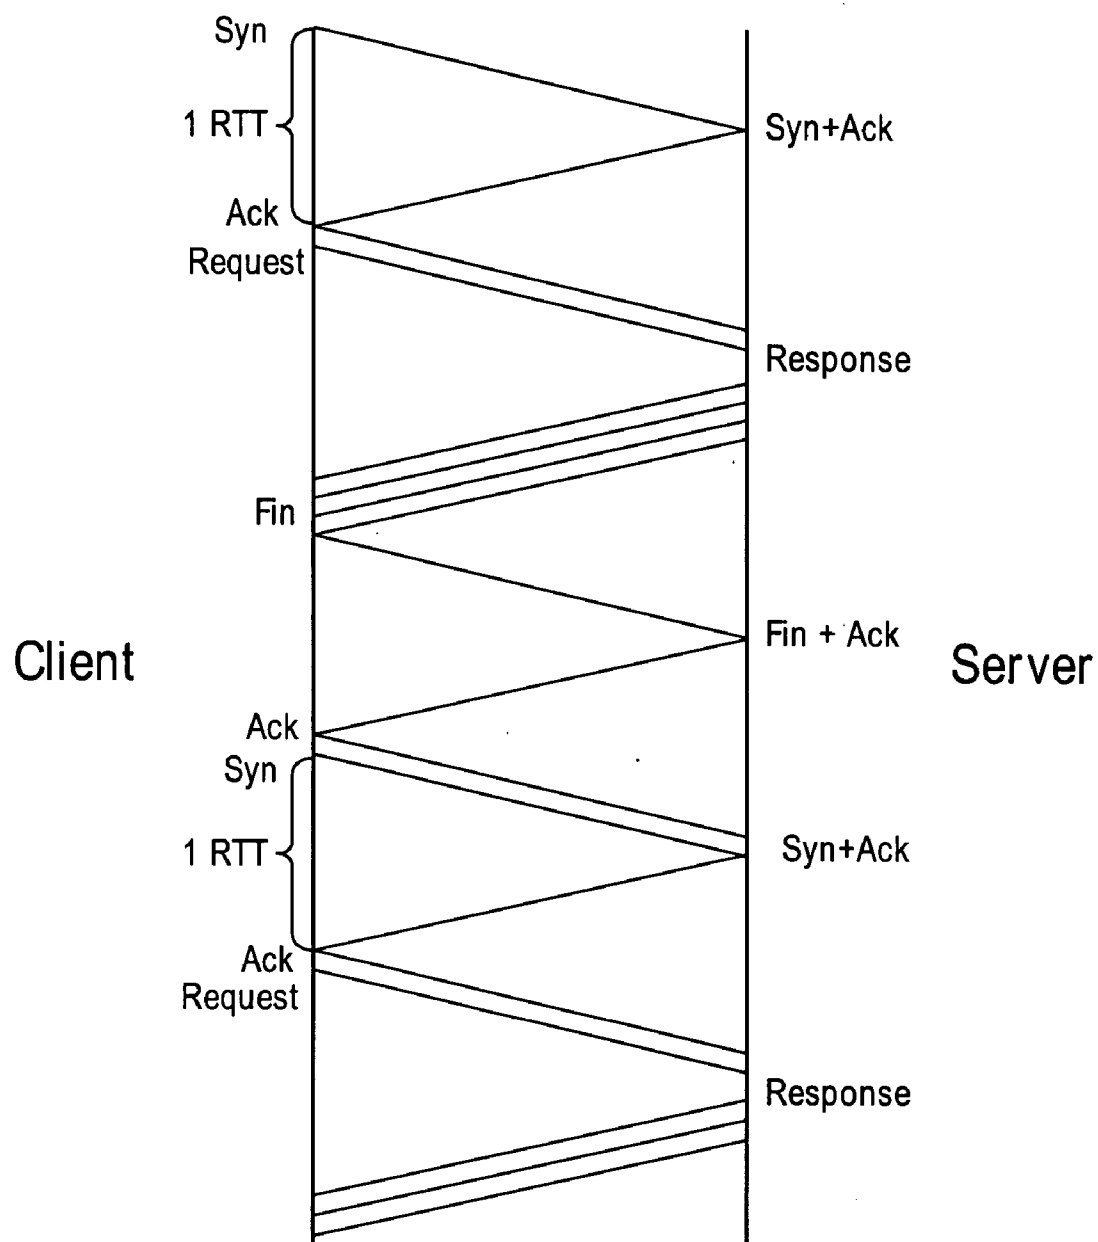 Syn
1 RTT
Syn+Ack
Ack
Request
Response
Fin
Client
Fin + Ack
Server
Ack
Syn
1 RTT
Syn+Ack
Ack
Request
Response